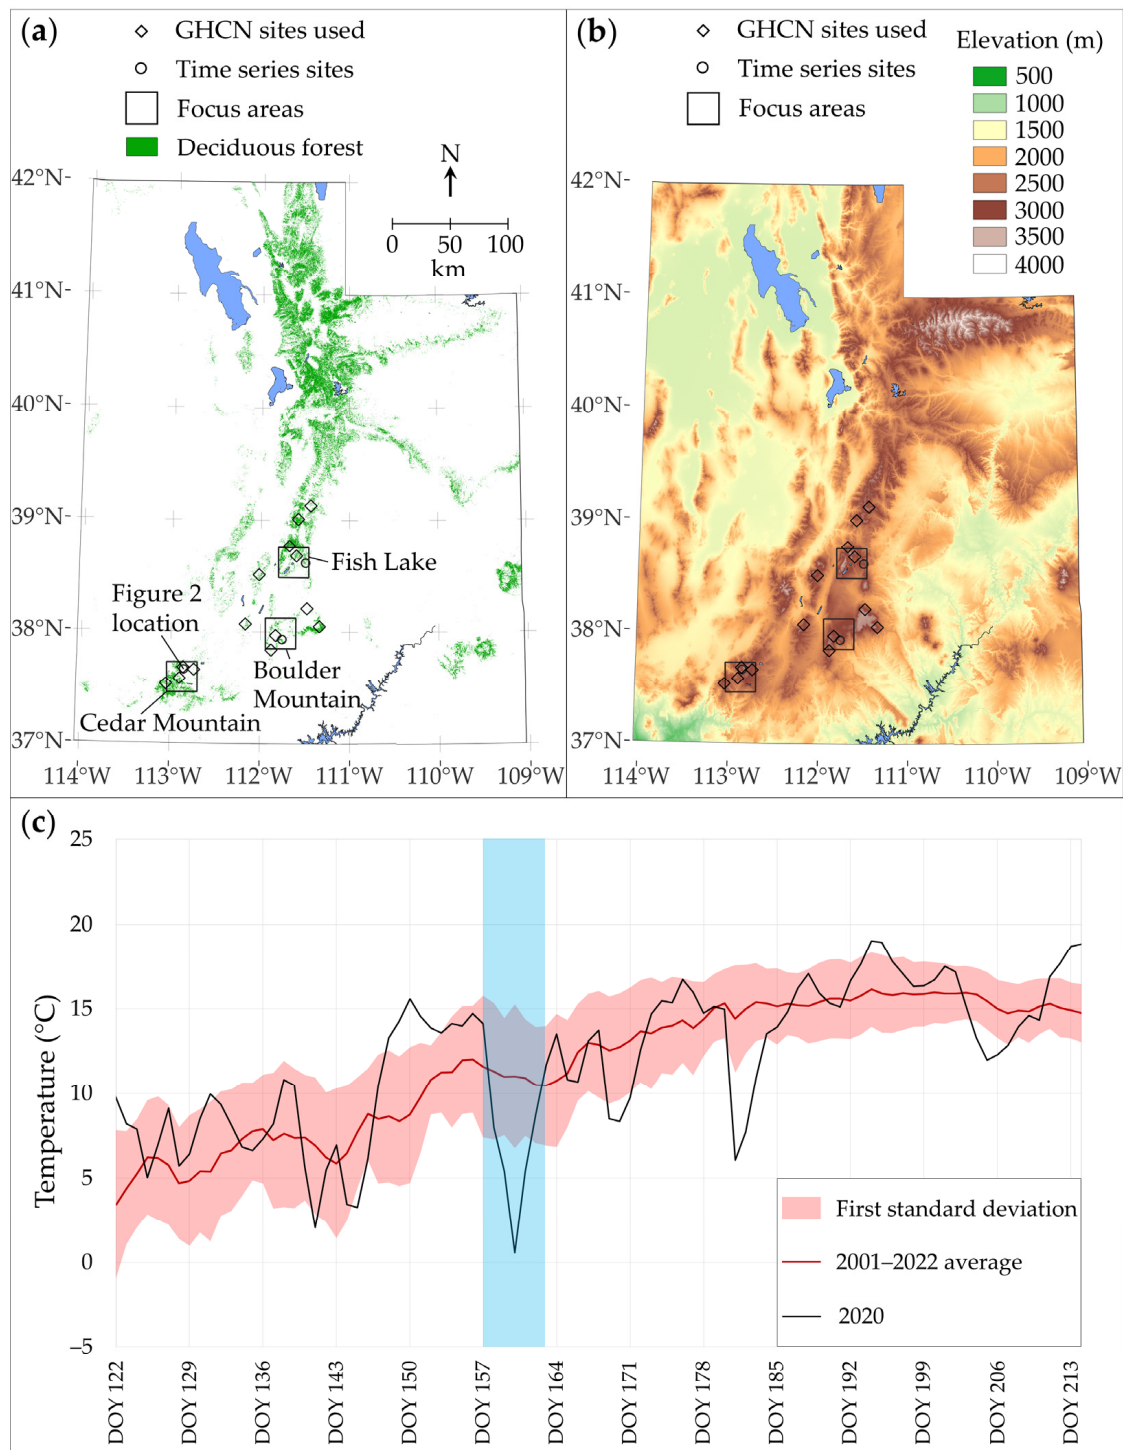 (a)
GHCN sites used
Time series sites
Focus areas
Deciduous forest
N
0 50 100
km
42°N
41°N
40°N
39°N
38°N
37°N
Fish Lake
Figure 2
location
Boulder
Mountain
Cedar Mountain
114°W 113°W 112°W 111°W 110°W 109°W
(b)
GHCN sites used
Time series sites
Focus areas
Elevation (m)
500
1000
1500
2000
2500
3000
3500
4000
42°N
41°N
40°N
39°N
38°N
37°N
114°W 113°W 112°W 111°W 110°W 109°W
(c)
Temperature (°C)
25
20
15
10
5
0
–5
First standard deviation
2001–2022 average
2020
DOY 122
DOY 129
DOY 136
DOY 143
DOY 150
DOY 157
DOY 164
DOY 171
DOY 178
DOY 185
DOY 192
DOY 199
DOY 206
DOY 213